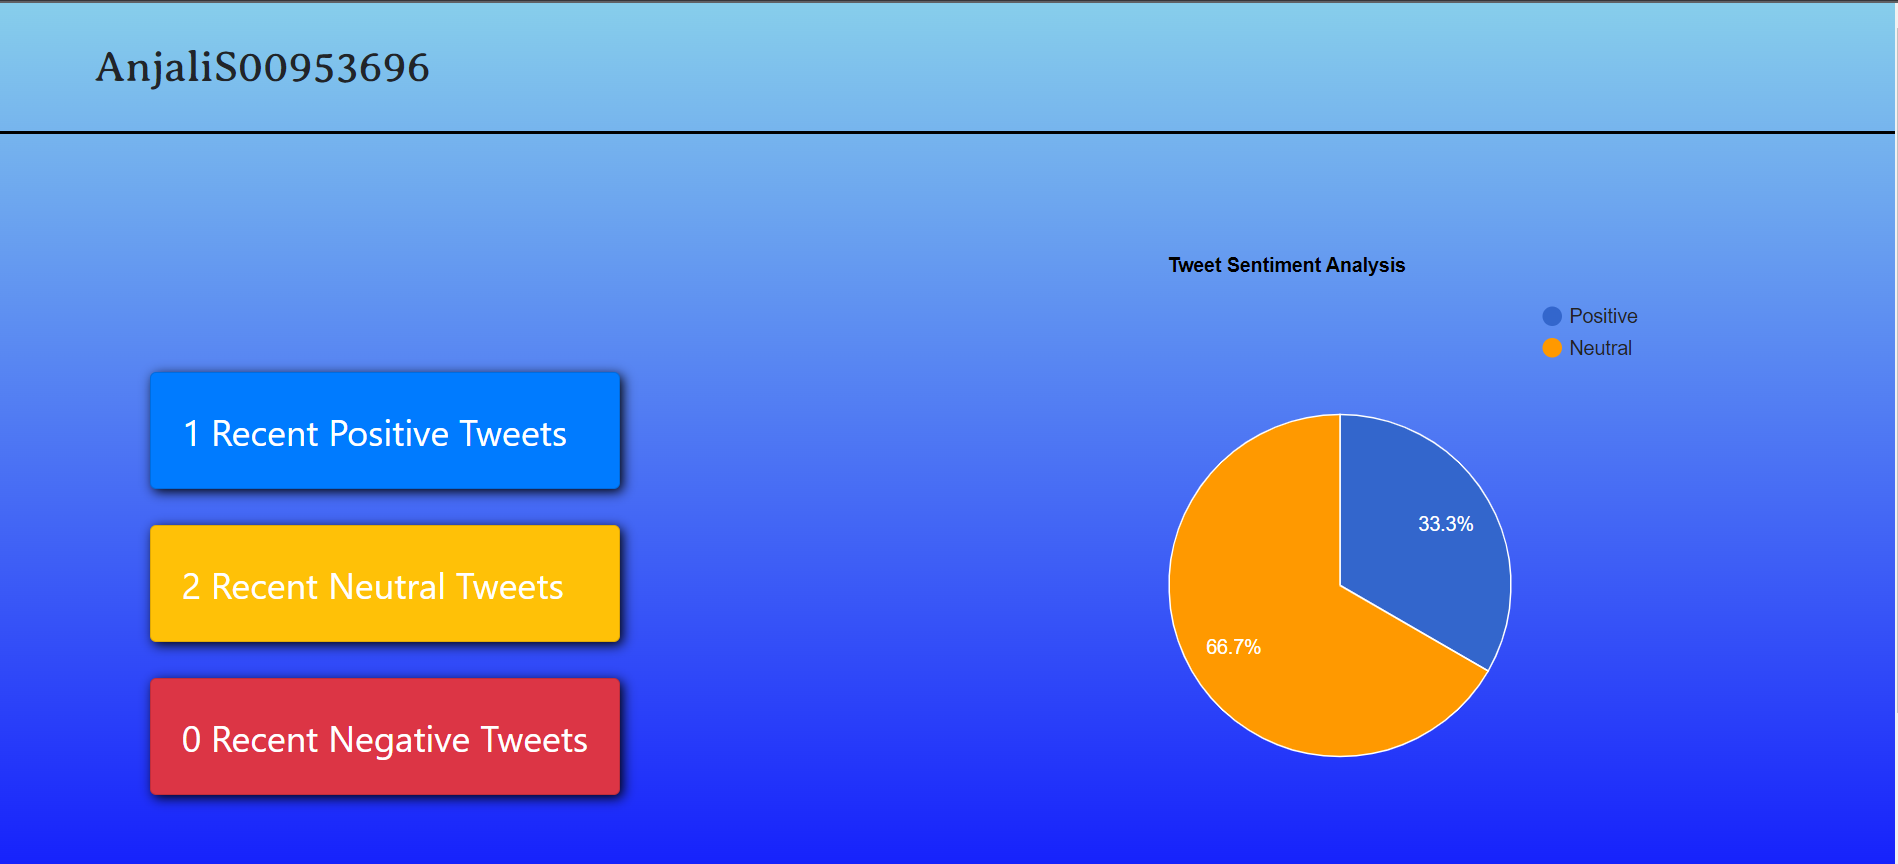 AnjaliS00953696
1 Recent Positive Tweets
2 Recent Neutral Tweets
0 Recent Negative Tweets
Tweet Sentiment Analysis
Positive
Neutral
33.3%
66.7%